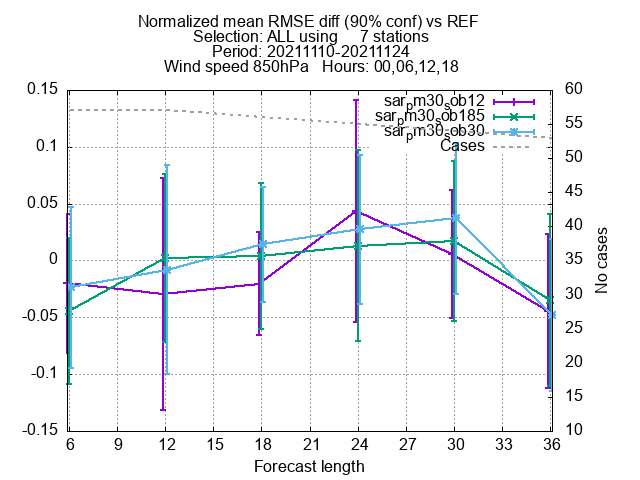 Normalized mean RMSE diff (90% conf) vs REF
Selection: ALL using     7 stations
Period: 20211110-20211124
Wind speed 850hPa   Hours: 00,06,12,18
sar_pm30_sob12
sar_pm30_sob185
sar_pm30_sob30
Cases
0.15
0.1
0.05
0
-0.05
-0.1
-0.15
60
55
50
45
40
35
30
25
20
15
10
No cases
6 9 12 15 18 21 24 27 30 33 36
Forecast length